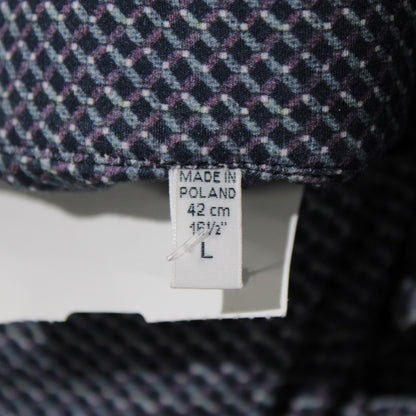 MADE IN
POLAND
42 cm
16½"
L